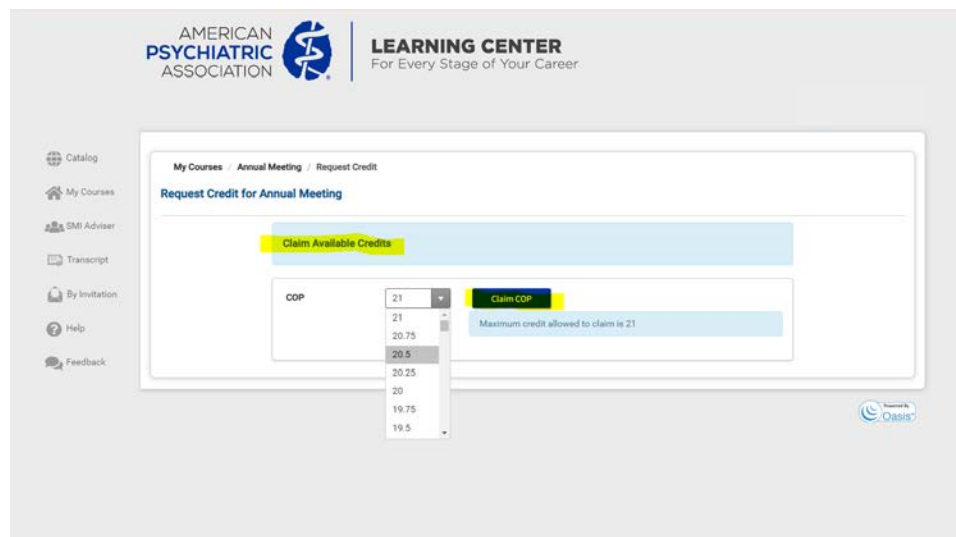 AMERICAN
PSYCHIATRIC
ASSOCIATION
LEARNING CENTER
For Every Stage of Your Career
Catalog
My Courses
SMI Adviser
Transcript
By Invitation
Help
Feedback
My Courses / Annual Meeting / Request Credit
Request Credit for Annual Meeting
Claim Available Credits
COP
21
Claim COP
Maximum credit allowed to claim is 21
21
20.75
20.5
20.25
20
19.75
19.5
Powered By
Oasis